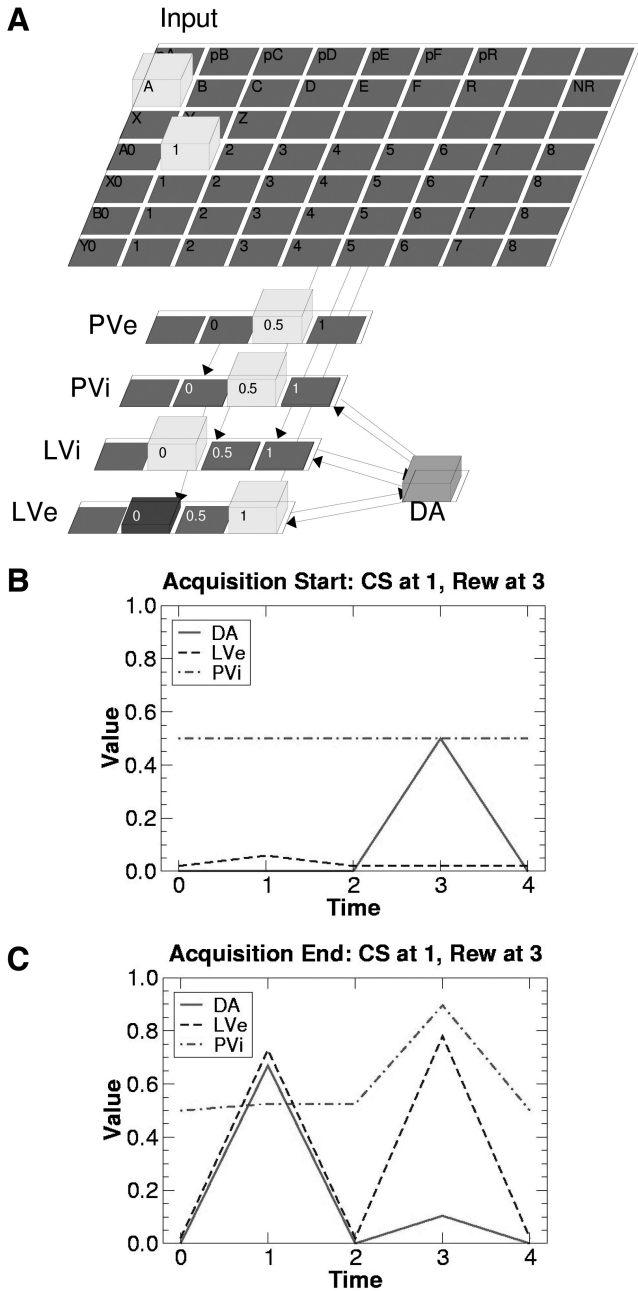 A
Input
pA pB pC pD pE pF pR
A B C D E F R NR
X Y Z
A0 1 2 3 4 5 6 7 8
X0 1 2 3 4 5 6 7 8
B0 1 2 3 4 5 6 7 8
Y0 1 2 3 4 5 6 7 8
PVe 0 0.5 1
PVi 0 0.5 1
LVi 0 0.5 1
LVe 0 0.5 1
DA
B
Acquisition Start: CS at 1, Rew at 3
1.0
0.8
0.6
0.4
0.2
0.0
Value
DA
LVe
PVi
0 1 2 3 4
Time
C
Acquisition End: CS at 1, Rew at 3
1.0
0.8
0.6
0.4
0.2
0.0
Value
DA
LVe
PVi
0 1 2 3 4
Time